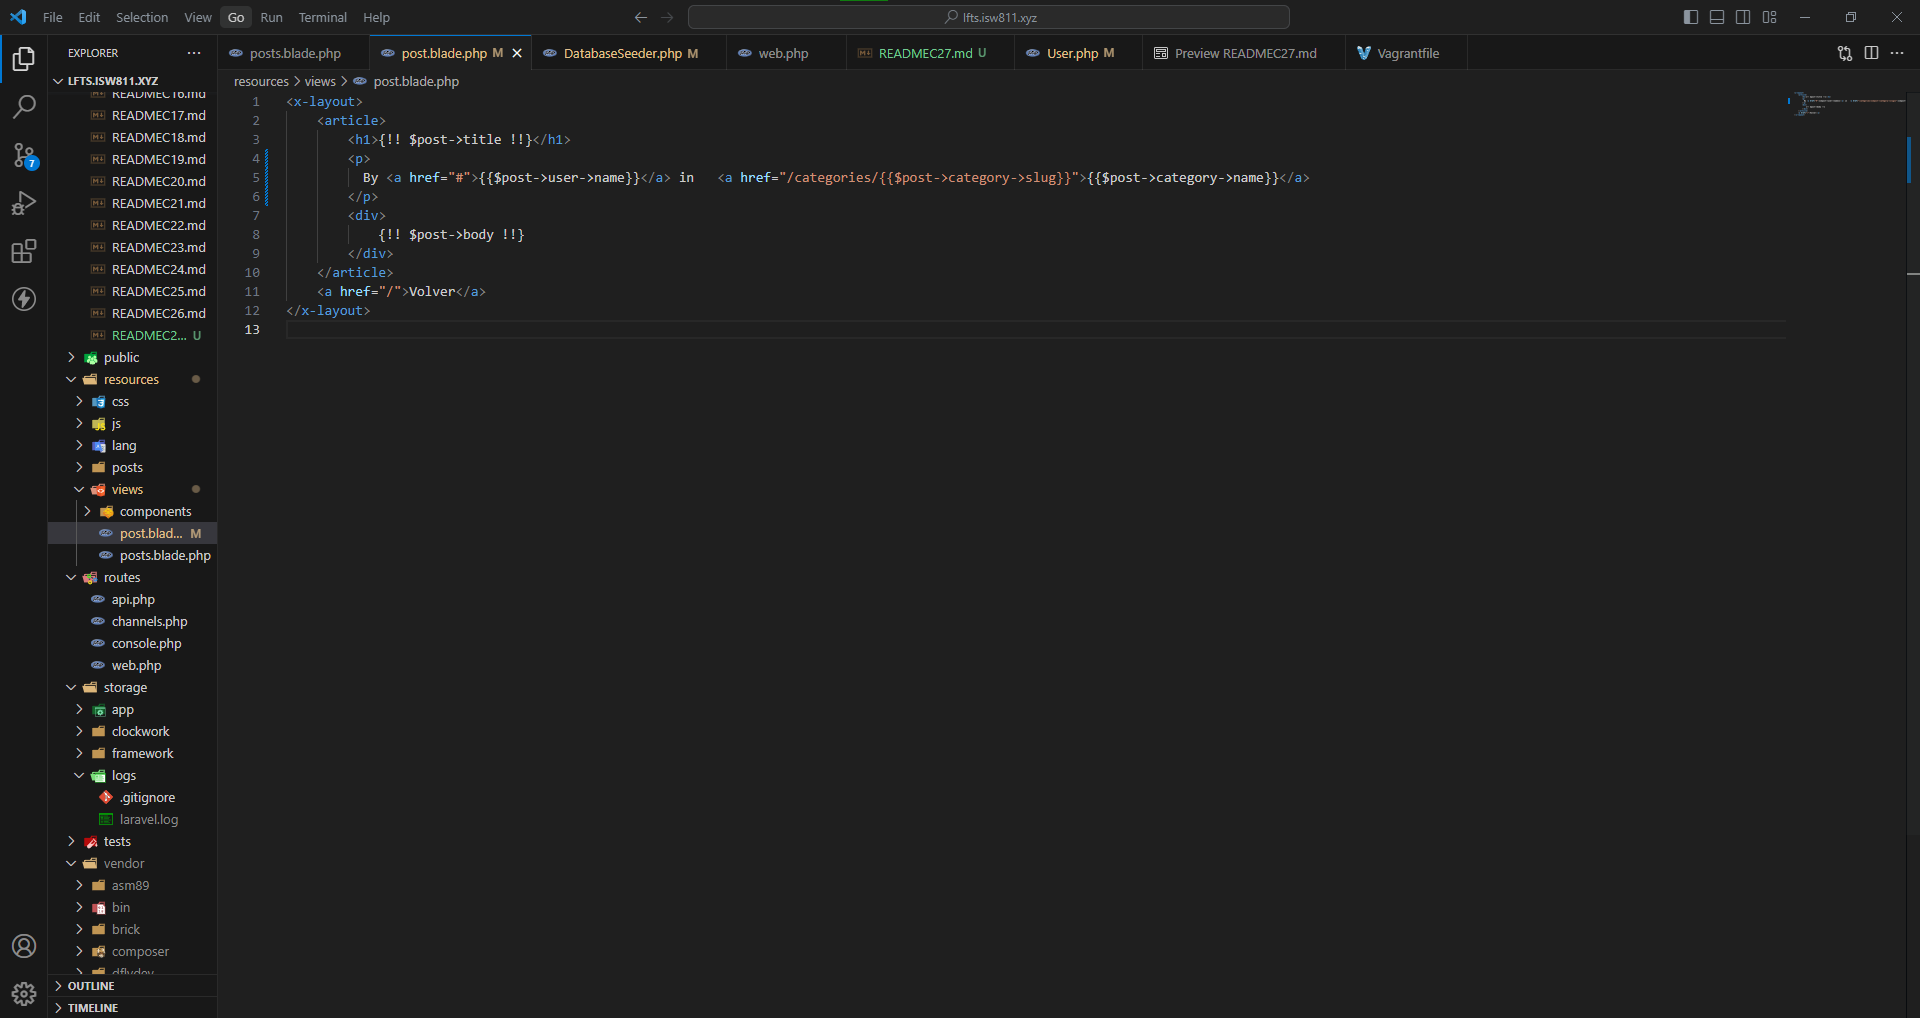 File Edit Selection View Go Run Terminal Help
lfts.isw811.xyz
EXPLORER
posts.blade.php
post.blade.php M
DatabaseSeeder.php M
web.php
READMEC27.md U
User.php M
Preview READMEC27.md
Vagrantfile
LFTS.ISW811.XYZ
resources > views > post.blade.php
READMEC16.md
READMEC17.md
READMEC18.md
READMEC19.md
READMEC20.md
READMEC21.md
READMEC22.md
READMEC23.md
READMEC24.md
READMEC25.md
READMEC26.md
READMEC2... U
public
resources
css
js
lang
posts
views
components
post.blad... M
posts.blade.php
routes
api.php
channels.php
console.php
web.php
storage
app
clockwork
framework
logs
.gitignore
laravel.log
tests
vendor
asm89
bin
brick
composer
dflydev
OUTLINE
TIMELINE
7
1 <x-layout>
2 <article>
3 <h1>{!! $post->title !!}</h1>
4 <p>
5 By <a href="#">{{$post->user->name}}</a> in <a href="/categories/{{$post->category->slug}}">{{$post->category->name}}</a>
6 </p>
7 <div>
8 {!! $post->body !!}
9 </div>
10 </article>
11 <a href="/">Volver</a>
12 </x-layout>
13